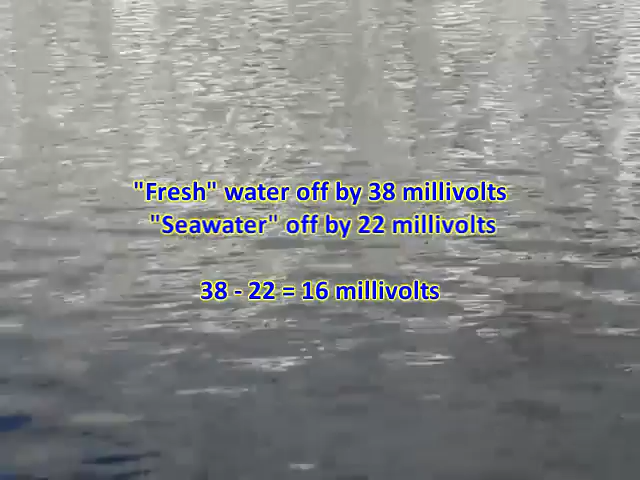 "Fresh" water off by 38 millivolts
"Seawater" off by 22 millivolts
38 - 22 = 16 millivolts